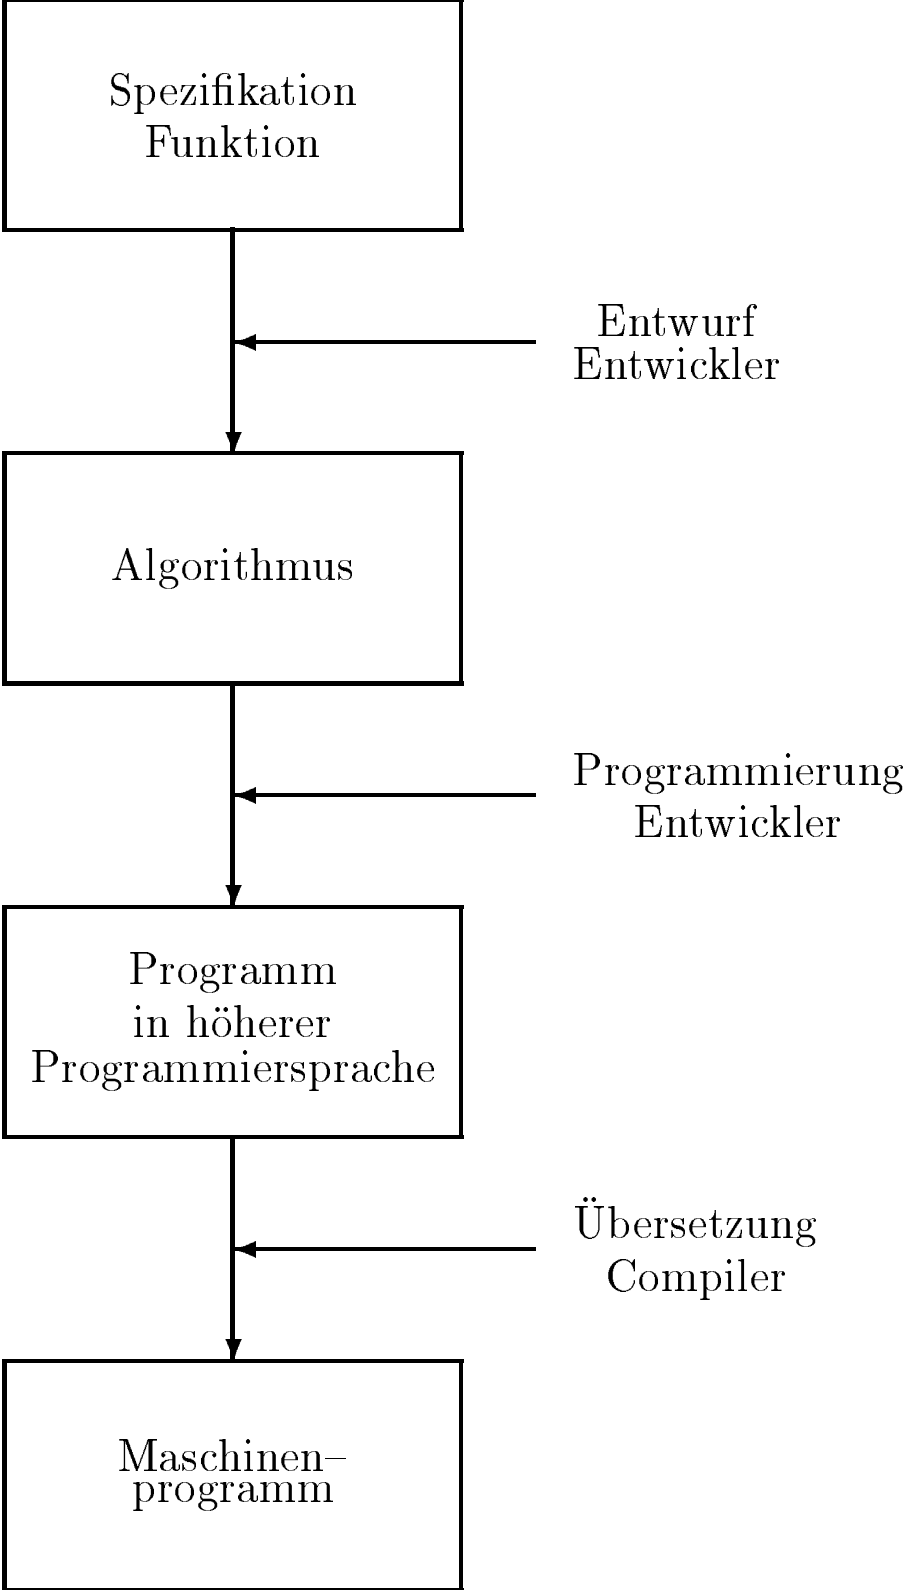 Spezifikation
Funktion
Entwurf
Entwickler
Algorithmus
Programmierung
Entwickler
Programm
in höherer
Programmiersprache
Übersetzung
Compiler
Maschinen–
programm